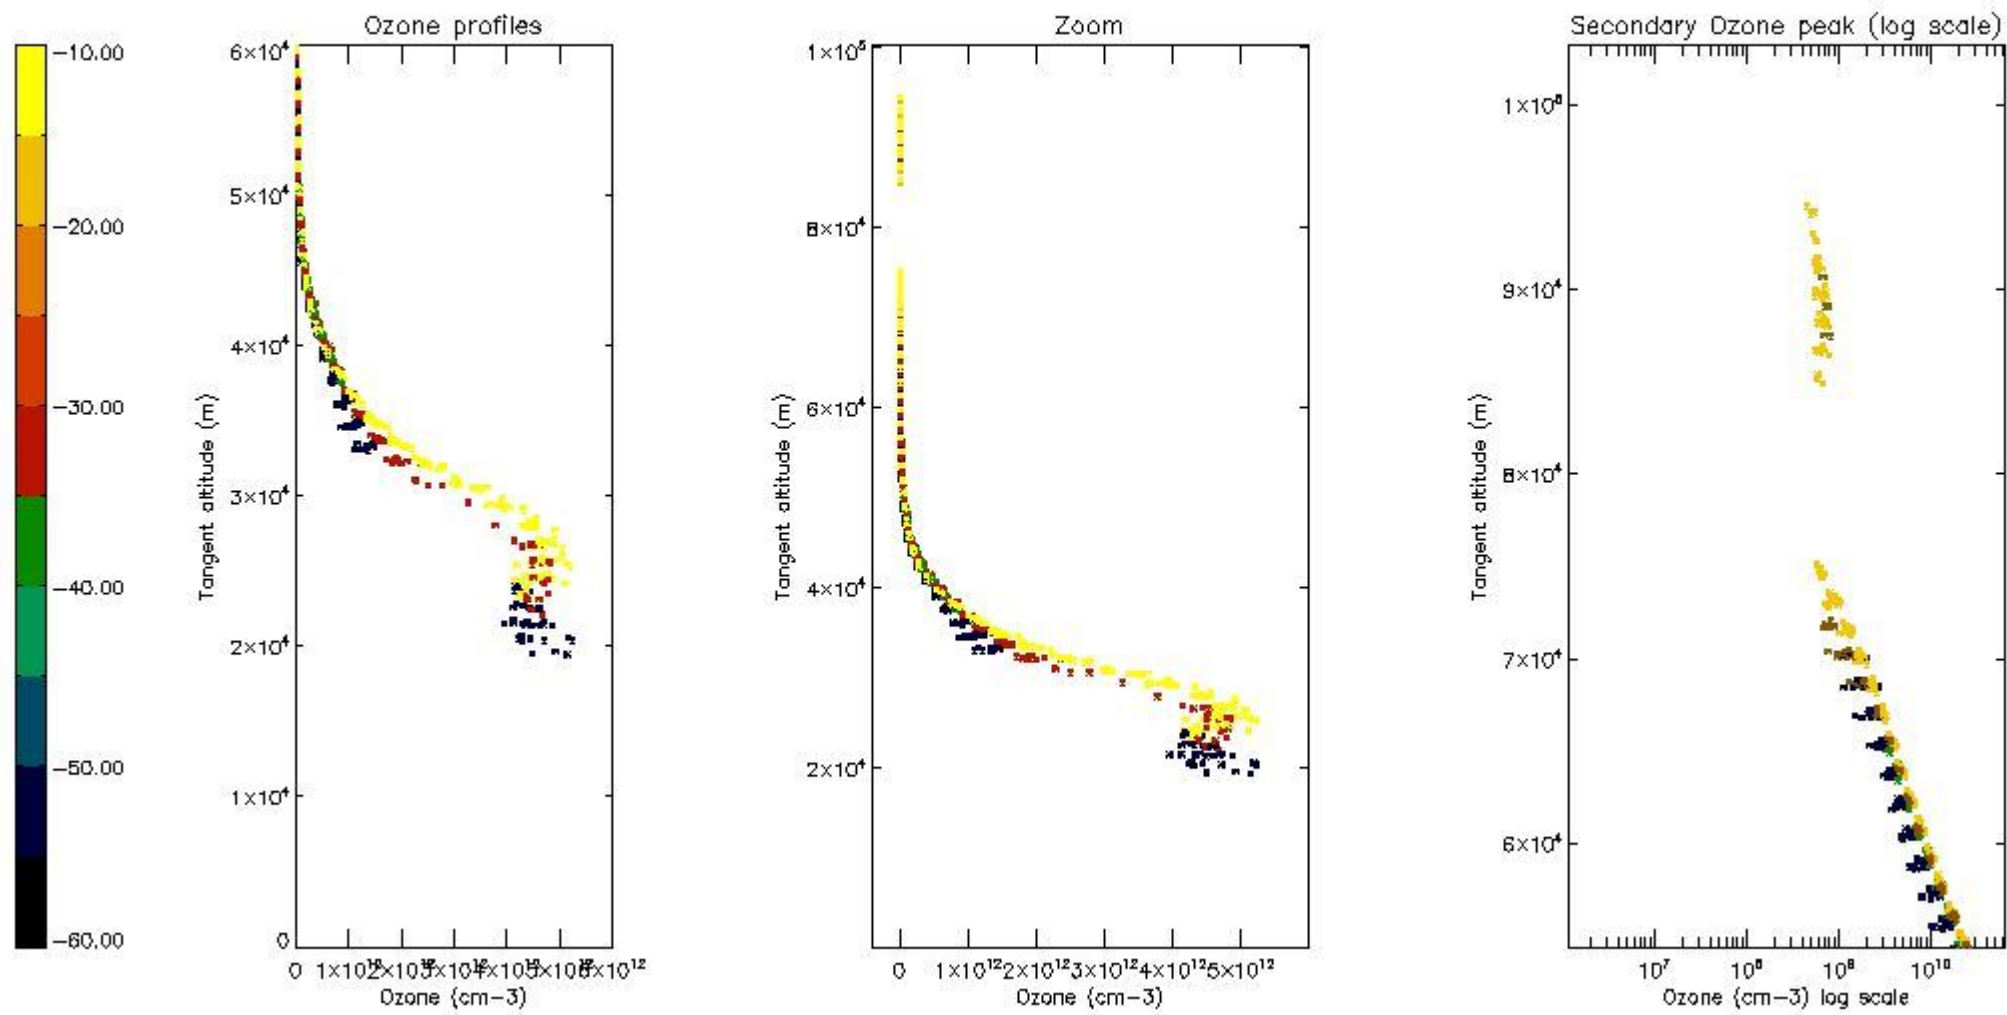 Ozone profiles
Zoom
Secondary Ozone peak (log scale)
-10.00
-20.00
-30.00
-40.00
-50.00
-60.00
6×10⁴
5×10⁴
4×10⁴
3×10⁴
2×10⁴
1×10⁴
0
Tangent altitude (m)
0 1×10¹²
Ozone (cm-3)
1×10⁵
8×10⁴
6×10⁴
4×10⁴
2×10⁴
Tangent altitude (m)
0 1×10¹² 2×10¹² 3×10¹² 4×10¹² 5×10¹²
Ozone (cm-3)
9×10⁴
8×10⁴
7×10⁴
6×10⁴
Tangent altitude (m)
10⁷ 10¹⁰
Ozone (cm-3) log scale